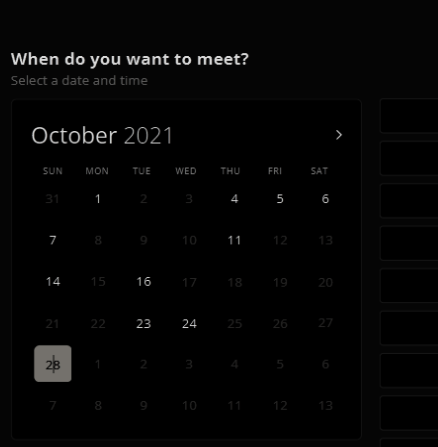 When do you want to meet?
Select a date and time
October 2021
SUN MON TUE WED THU FRI SAT
31 1 2 3 4 5 6
7 8 9 10 11 12 13
14 15 16 17 18 19 20
21 22 23 24 25 26 27
28 1 2 3 4 5 6
7 8 9 10 11 12 13